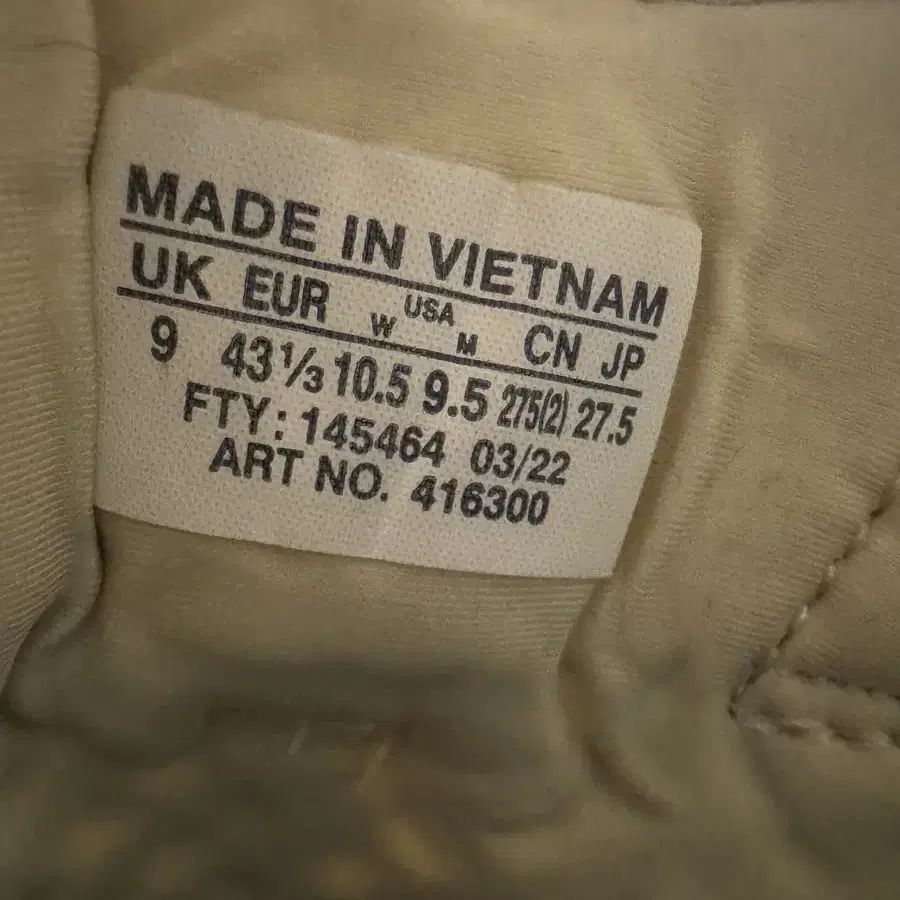 MADE IN VIETNAM
UK EUR W USA M CN JP
9 43⅓ 10.5 9.5 275(2) 27.5
FTY: 145464 03/22
ART NO. 416300